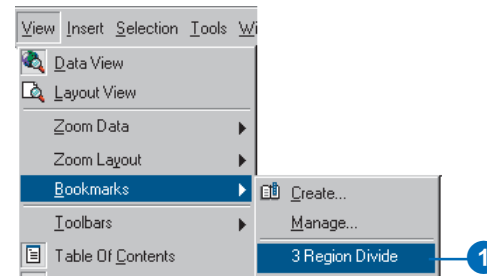 View Insert Selection Tools Wi
Data View
Layout View
Zoom Data
Zoom Layout
Bookmarks
Create...
Toolbars
Manage...
Table Of Contents
3 Region Divide
1